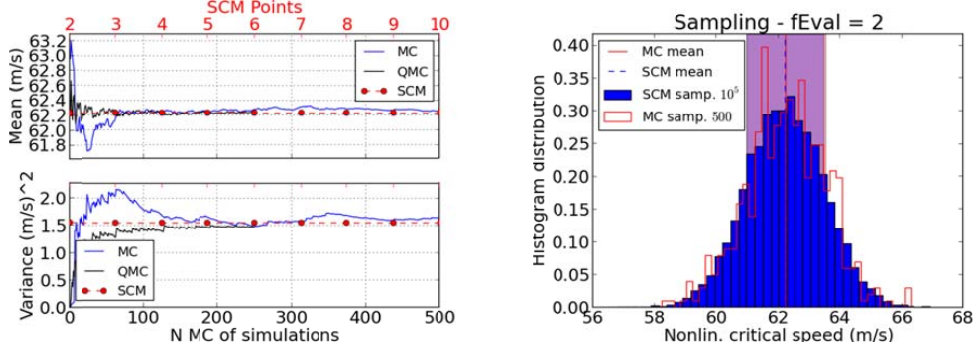 SCM Points
2 3 4 5 6 7 8 9 10
Mean (m/s)
63.2
63.0
62.8
62.6
62.4
62.2
62.0
61.8
MC
QMC
SCM
Variance (m/s)^2
2.0
1.5
1.0
0.5
0.0
MC
QMC
SCM
0 100 200 300 400 500
N MC of simulations
Sampling - fEval = 2
Histogram distribution
0.40
0.35
0.30
0.25
0.20
0.15
0.10
0.05
0.00
MC mean
SCM mean
SCM samp. 10⁵
MC samp. 500
56 58 60 62 64 66 68
Nonlin. critical speed (m/s)